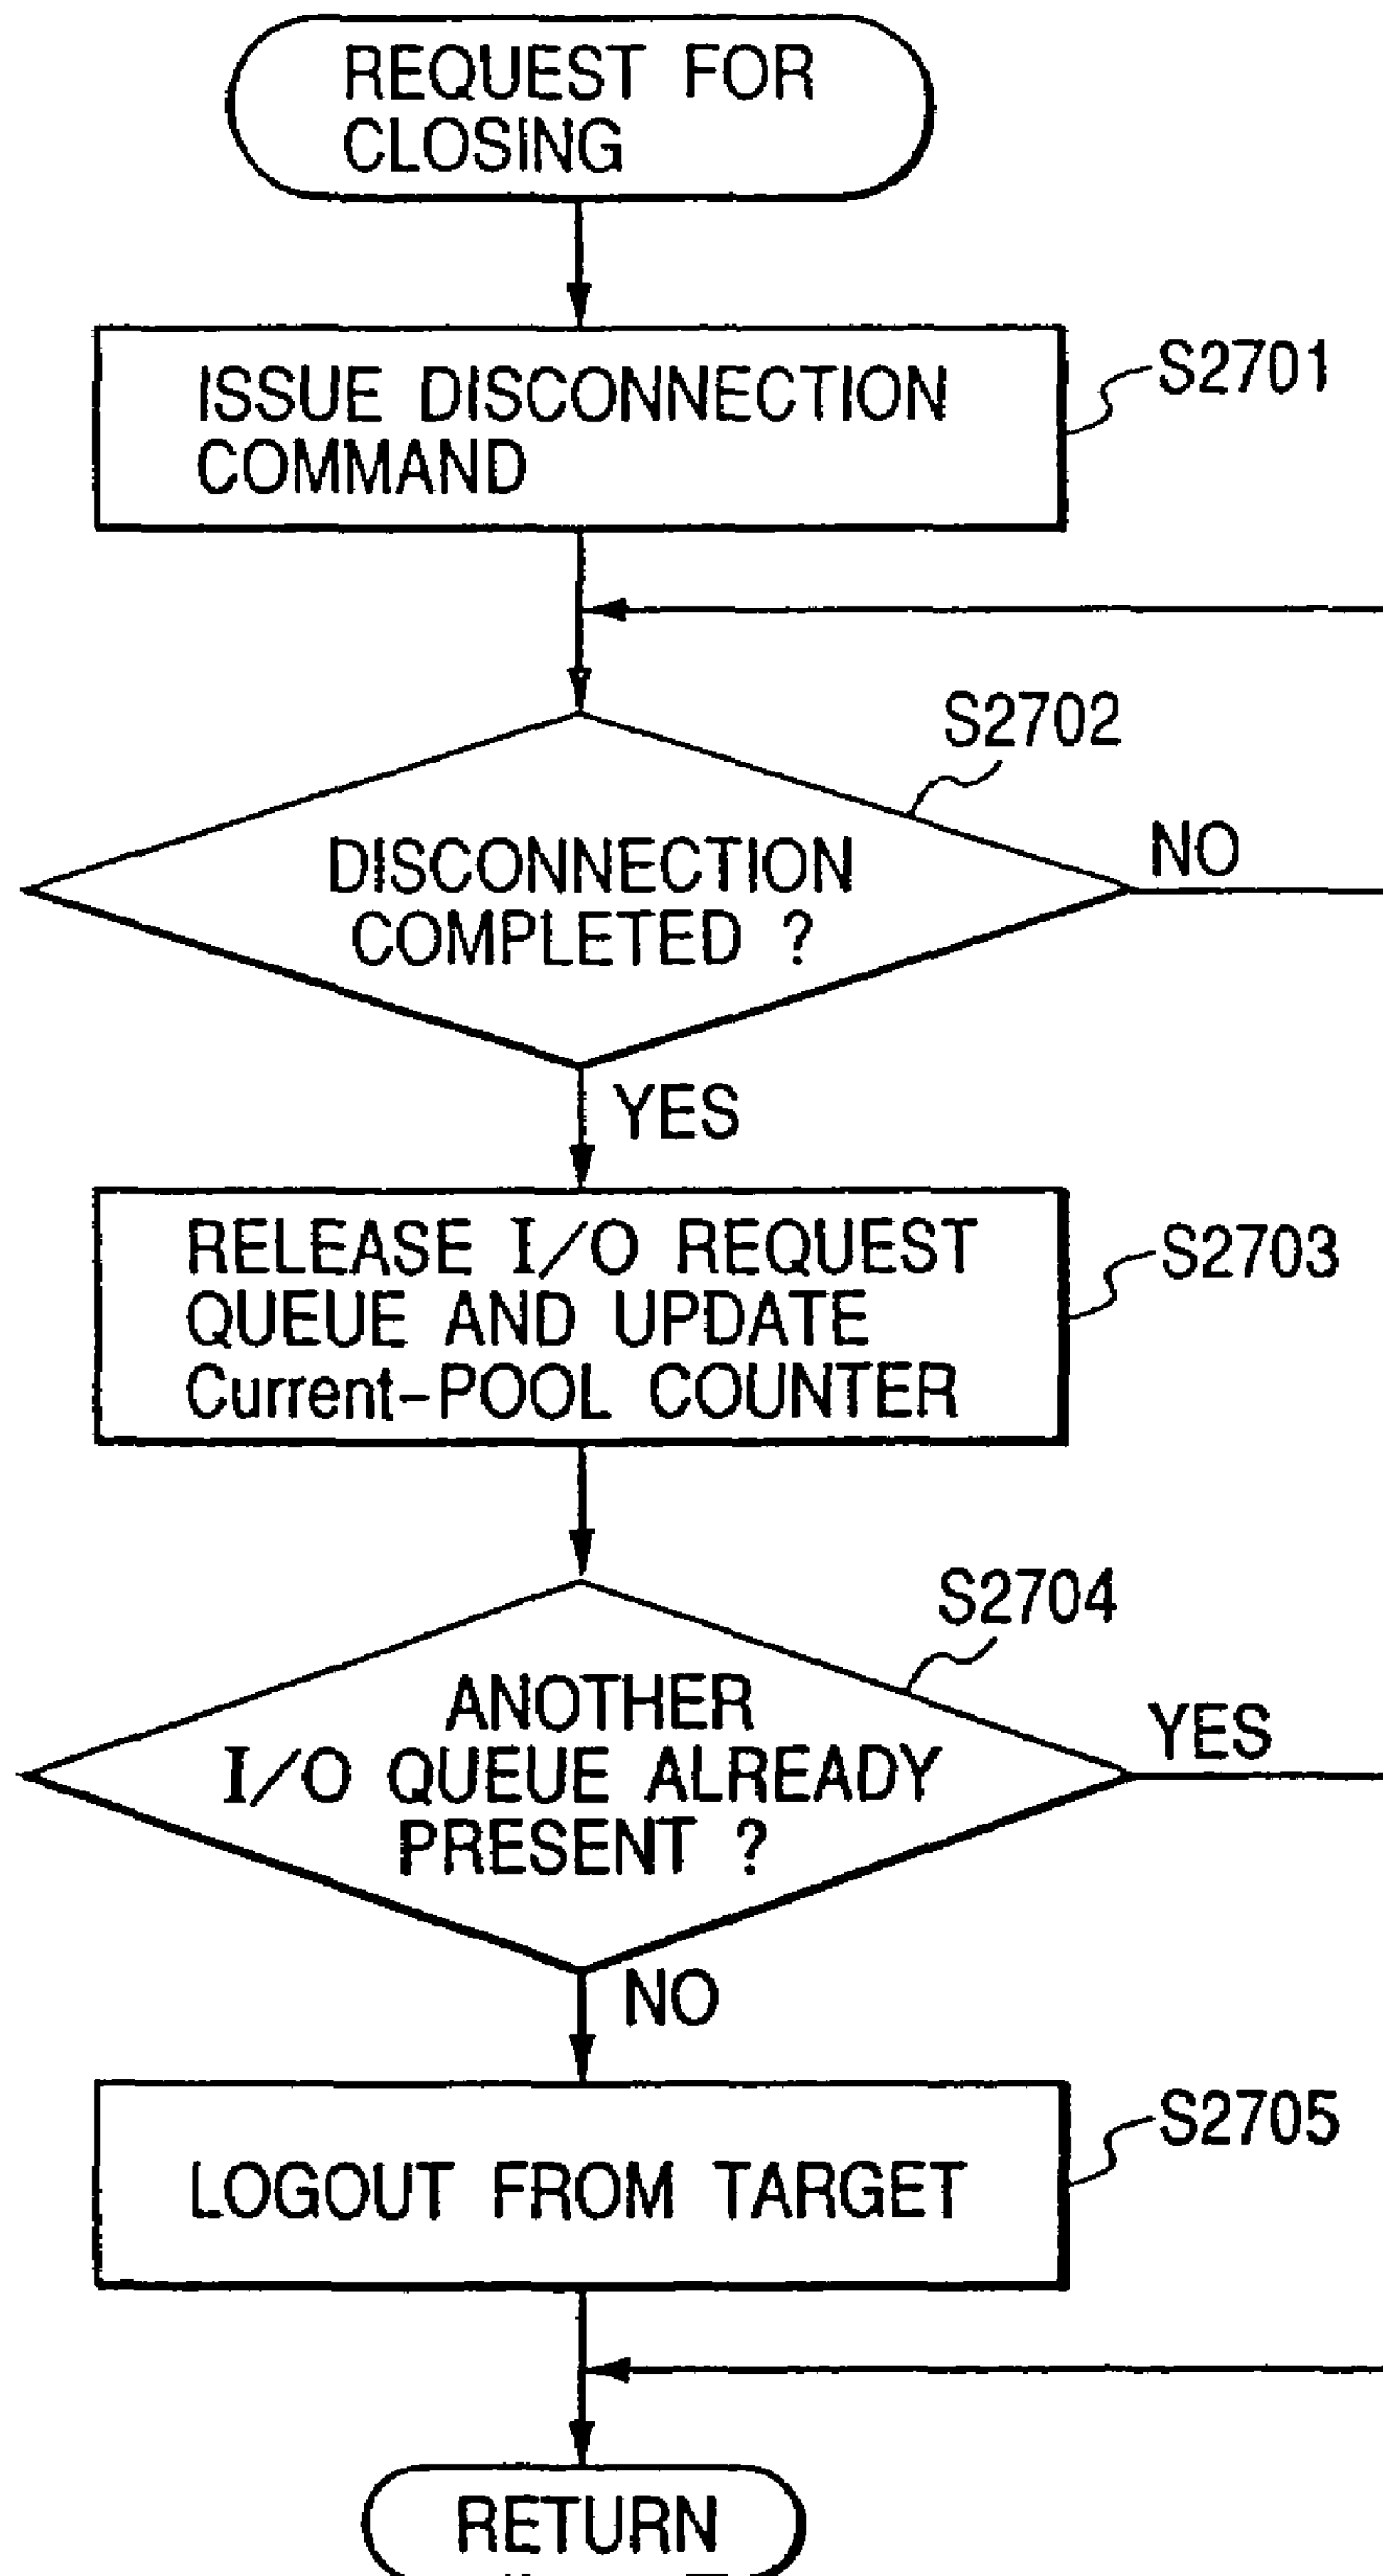 REQUEST FOR
CLOSING
ISSUE DISCONNECTION
COMMAND
S2701
S2702
DISCONNECTION
COMPLETED ?
NO
YES
RELEASE I/O REQUEST
QUEUE AND UPDATE
Current-POOL COUNTER
S2703
S2704
ANOTHER
I/O QUEUE ALREADY
PRESENT ?
YES
NO
LOGOUT FROM TARGET
S2705
RETURN